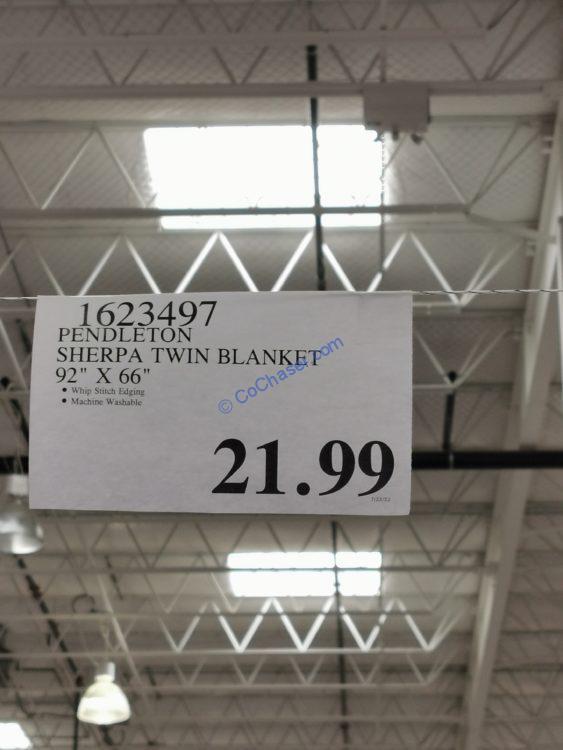 1623497
PENDLETON
SHERPA TWIN BLANKET
92" X 66"
• Whip Stitch Edging
• Machine Washable
© CoChaser.com
21.99